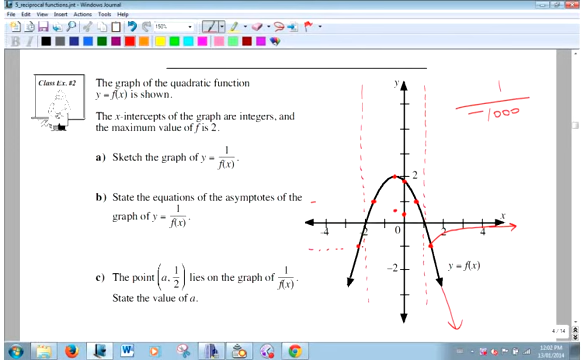 5_reciprocal functions.jnt - Windows Journal
File Edit View Insert Actions Tools Help
150%
B I
Class Ex. #2
The graph of the quadratic function
y = f(x) is shown.
The x-intercepts of the graph are integers, and
the maximum value of f is 2.
a) Sketch the graph of y = 1/f(x).
b) State the equations of the asymptotes of the
graph of y = 1/f(x).
c) The point (a, 1/2) lies on the graph of 1/f(x).
State the value of a.
y
1
-1000
2
x
-4 2 0 2 4
-2
y = f(x)
4 / 14
12:02 PM
13/01/2016